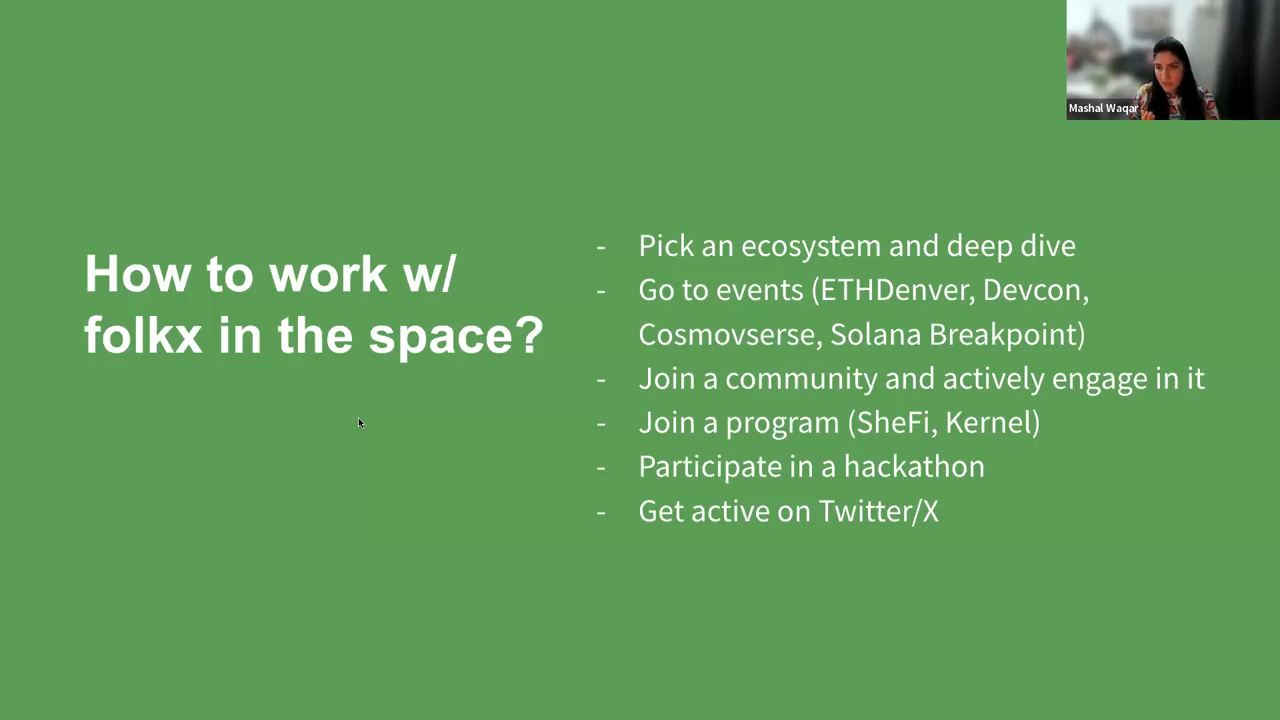 Mashal Waqar
How to work w/
folkx in the space?
- Pick an ecosystem and deep dive
- Go to events (ETHDenver, Devcon,
Cosmovserse, Solana Breakpoint)
- Join a community and actively engage in it
- Join a program (SheFi, Kernel)
- Participate in a hackathon
- Get active on Twitter/X